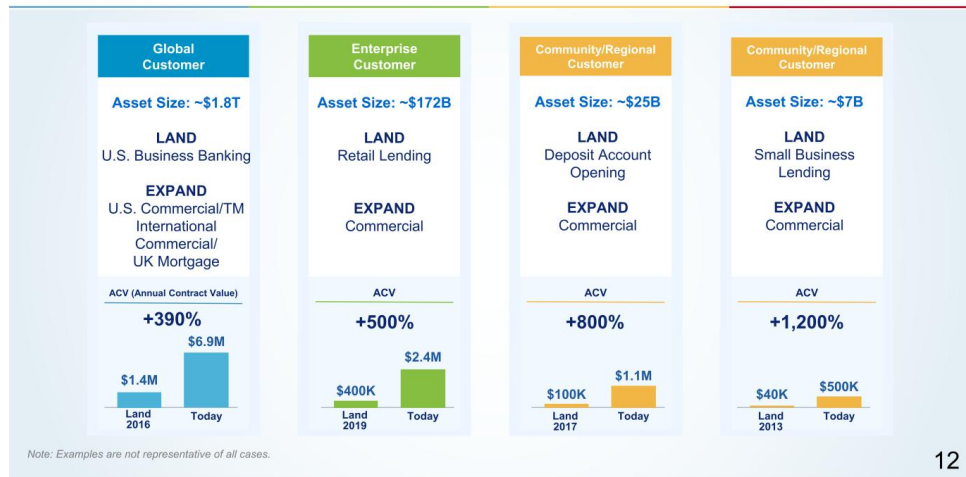 Global
Customer
Asset Size: ~$1.8T
LAND
U.S. Business Banking
EXPAND
U.S. Commercial/TM
International
Commercial/
UK Mortgage
ACV (Annual Contract Value)
+390%
$1.4M
$6.9M
Land
2016
Today
Enterprise
Customer
Asset Size: ~$172B
LAND
Retail Lending
EXPAND
Commercial
ACV
+500%
$400K
$2.4M
Land
2019
Today
Community/Regional
Customer
Asset Size: ~$25B
LAND
Deposit Account
Opening
EXPAND
Commercial
ACV
+800%
$100K
$1.1M
Land
2017
Today
Community/Regional
Customer
Asset Size: ~$7B
LAND
Small Business
Lending
EXPAND
Commercial
ACV
+1,200%
$40K
$500K
Land
2013
Today
Note: Examples are not representative of all cases.
12